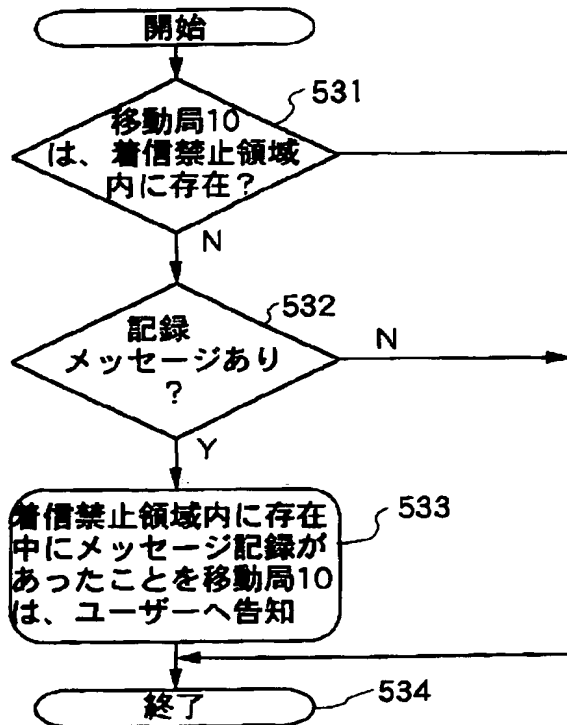 開始
531
移動局10
は、着信禁止領域
内に存在?
N
532
記録
メッセージあり
?
N
Y
533
着信禁止領域内に存在
中にメッセージ記録が
あったことを移動局10
は、ユーザーへ告知
534
終了